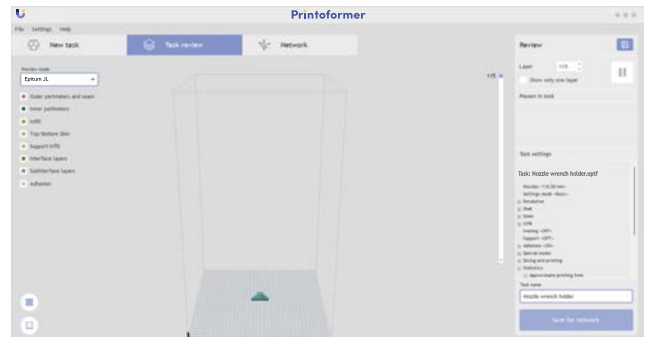 Printoformer
File Settings Help
New task
Task review
Network
Preview mode
Epitum JL
Outer perimeters and seam
Inner perimeters
Infill
Top/Bottom Skin
Support Infill
Interface layers
Subinterface layers
Adhesion
115
Review
Layer 115
Show only one layer
Pauses in task
Task settings
Task: Nozzle wrench holder.eptf
Settings mode <Basic>
Resolution
Shell
Seam
Infill
Ironing <OFF>
Support <OFF>
Adhesion <ON>
Special modes
Slicing and printing
Statistics
Approximate printing time
Task name
Nozzle wrench holder
Save for network